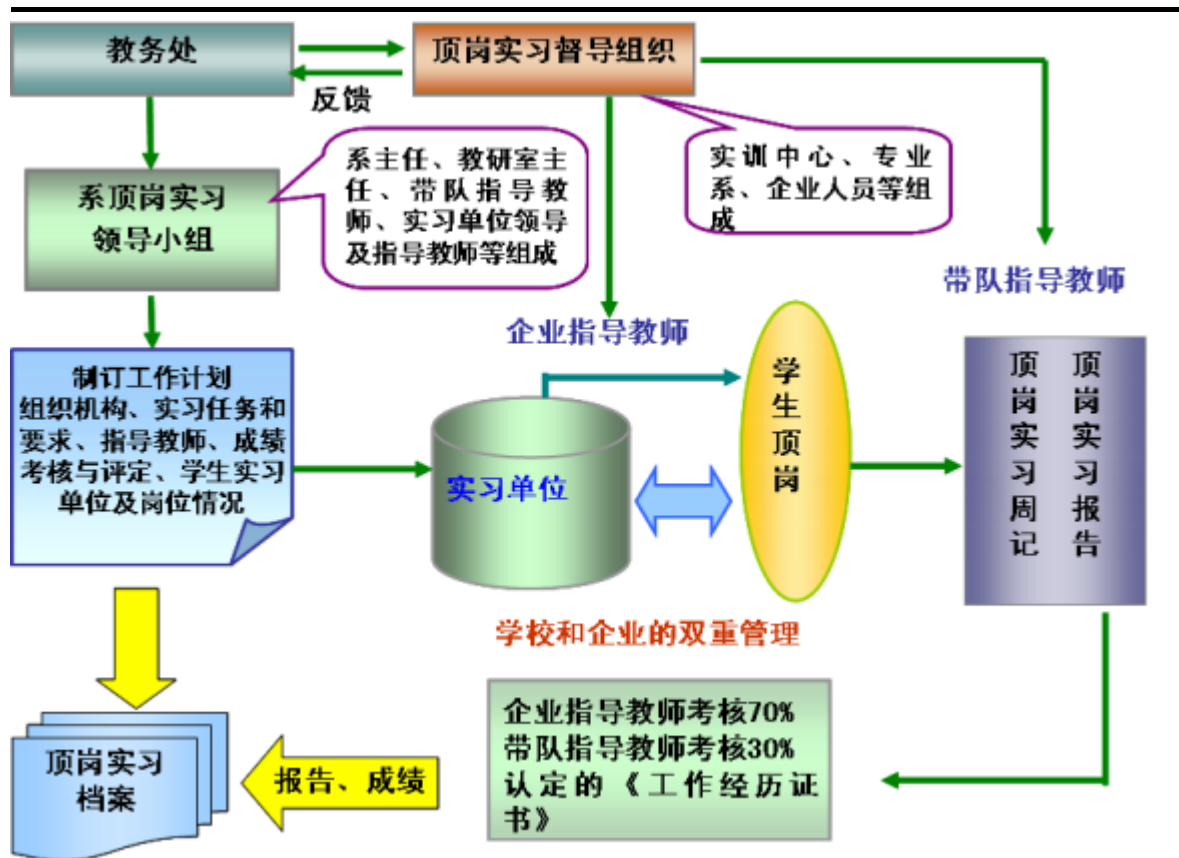 教务处
顶岗实习督导组织
反馈
系主任、教研室主
任、带队指导教
师、实习单位领导
及指导教师等组成
实训中心、专业
系、企业人员等组
成
系顶岗实习
领导小组
带队指导教师
企业指导教师
制订工作计划
组织机构、实习任务和
要求、指导教师、成绩
考核与评定、学生实习
单位及岗位情况
实习单位
学生顶岗
顶岗实习周记
顶岗实习报告
学校和企业的双重管理
企业指导教师考核70%
带队指导教师考核30%
认定的《工作经历证
书》
报告、成绩
顶岗实习
档案